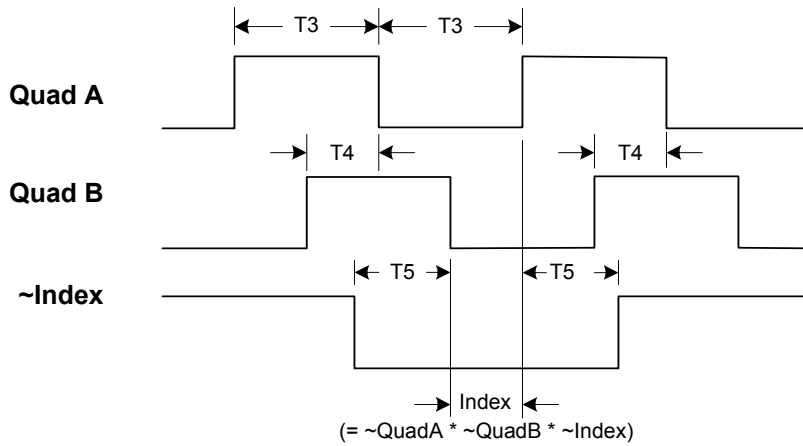 T3 T3
Quad A
T4 T4
Quad B
T5 T5
~Index
Index
(= ~QuadA * ~QuadB * ~Index)